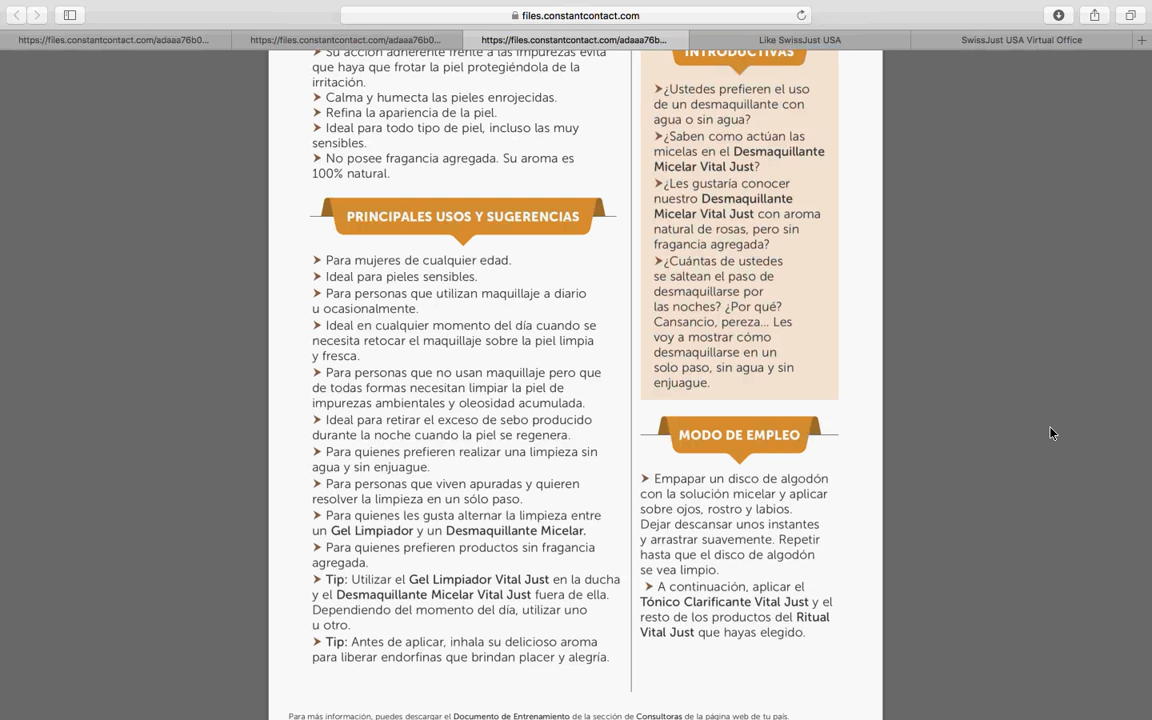 files.constantcontact.com
https://files.constantcontact.com/adaaa76b0...
https://files.constantcontact.com/adaaa76b0...
https://files.constantcontact.com/adaaa76b...
Like SwissJust USA
SwissJust USA Virtual Office
➤ Su acción adherente frente a las impurezas evita
que haya que frotar la piel protegiéndola de la
irritación.
➤ Calma y humecta las pieles enrojecidas.
➤ Refina la apariencia de la piel.
➤ Ideal para todo tipo de piel, incluso las muy
sensibles.
➤ No posee fragancia agregada. Su aroma es
100% natural.
PRINCIPALES USOS Y SUGERENCIAS
➤ Para mujeres de cualquier edad.
➤ Ideal para pieles sensibles.
➤ Para personas que utilizan maquillaje a diario
u ocasionalmente.
➤ Ideal en cualquier momento del día cuando se
necesita retocar el maquillaje sobre la piel limpia
y fresca.
➤ Para personas que no usan maquillaje pero que
de todas formas necesitan limpiar la piel de
impurezas ambientales y oleosidad acumulada.
➤ Ideal para retirar el exceso de sebo producido
durante la noche cuando la piel se regenera.
➤ Para quienes prefieren realizar una limpieza sin
agua y sin enjuague.
➤ Para personas que viven apuradas y quieren
resolver la limpieza en un sólo paso.
➤ Para quienes les gusta alternar la limpieza entre
un Gel Limpiador y un Desmaquillante Micelar.
➤ Para quienes prefieren productos sin fragancia
agregada.
➤ Tip: Utilizar el Gel Limpiador Vital Just en la ducha
y el Desmaquillante Micelar Vital Just fuera de ella.
Dependiendo del momento del día, utilizar uno
u otro.
➤ Tip: Antes de aplicar, inhala su delicioso aroma
para liberar endorfinas que brindan placer y alegría.
INTRODUCTIVAS
➤¿Ustedes prefieren el uso
de un desmaquillante con
agua o sin agua?
➤¿Saben como actúan las
micelas en el Desmaquillante
Micelar Vital Just?
➤¿Les gustaría conocer
nuestro Desmaquillante
Micelar Vital Just con aroma
natural de rosas, pero sin
fragancia agregada?
➤¿Cuántas de ustedes
se saltean el paso de
desmaquillarse por
las noches? ¿Por qué?
Cansancio, pereza... Les
voy a mostrar cómo
desmaquillarse en un
solo paso, sin agua y sin
enjuague.
MODO DE EMPLEO
➤ Empapar un disco de algodón
con la solución micelar y aplicar
sobre ojos, rostro y labios.
Dejar descansar unos instantes
y arrastrar suavemente. Repetir
hasta que el disco de algodón
se vea limpio.
➤ A continuación, aplicar el
Tónico Clarificante Vital Just y el
resto de los productos del Ritual
Vital Just que hayas elegido.
Para más información, puedes descargar el Documento de Entrenamiento de la sección de Consultoras de la página web de tu país.